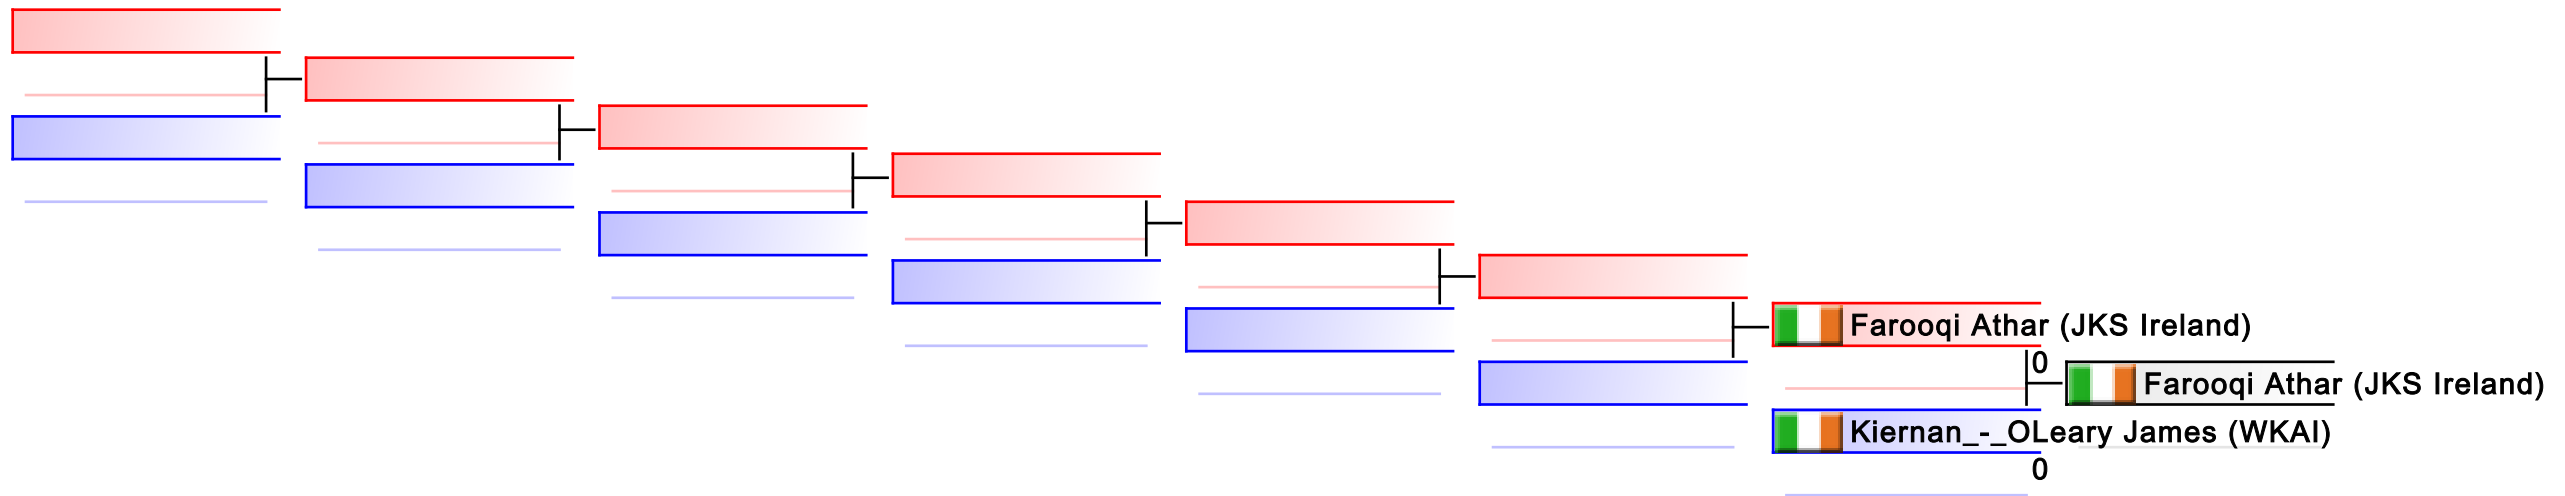 Farooqi Athar (JKS Ireland)
0
Farooqi Athar (JKS Ireland)
Kiernan_-_OLeary James (WKAI)
0